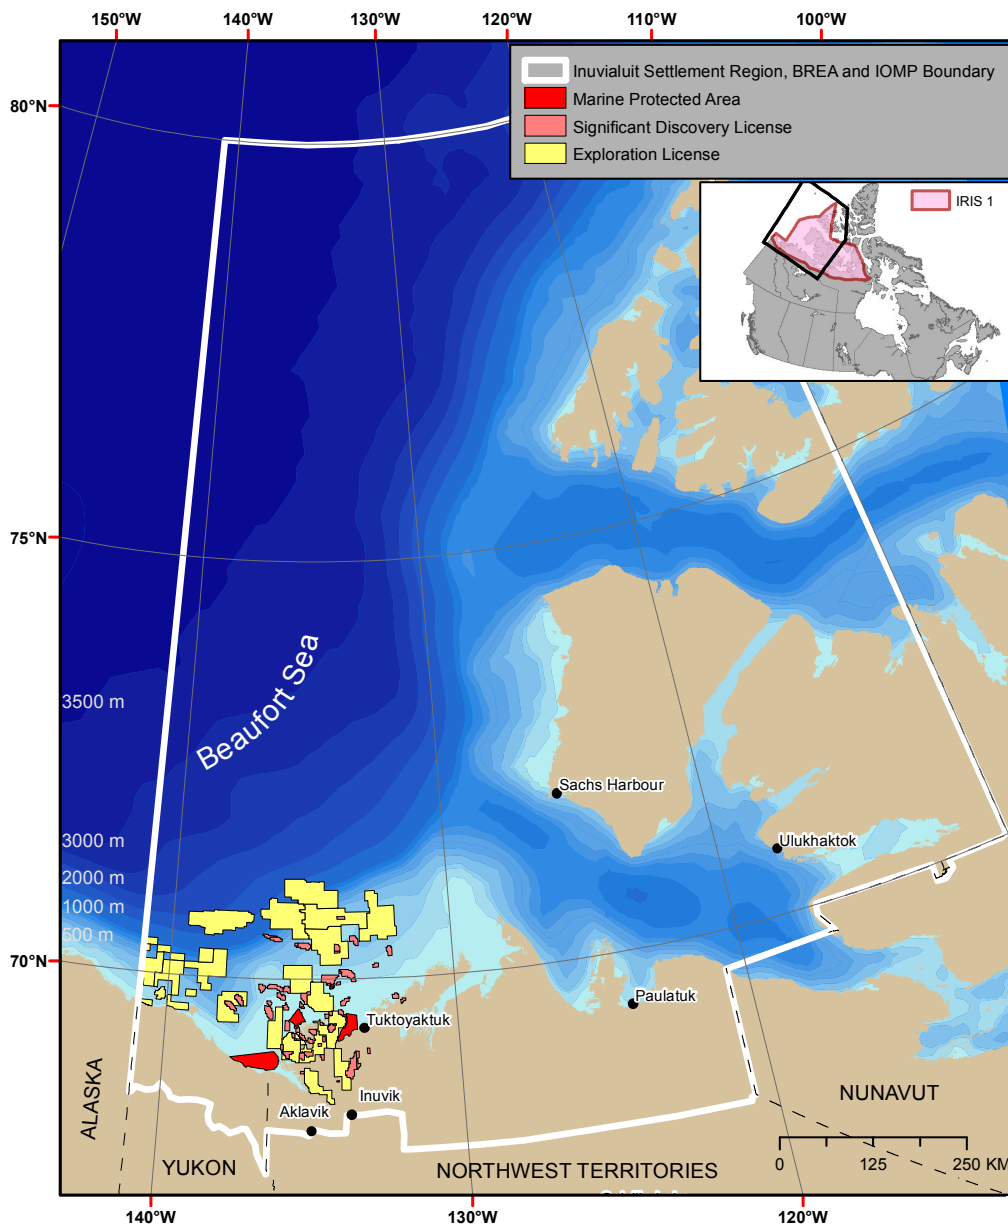 150°W 140°W 130°W 120°W 110°W 100°W
Inuvialuit Settlement Region, BREA and IOMP Boundary
Marine Protected Area
Significant Discovery License
Exploration License
80°N
IRIS 1
75°N
Beaufort Sea
3500 m
Sachs Harbour
3000 m
Ulukhaktok
2000 m
1000 m
500 m
70°N
Paulatuk
Tuktoyaktuk
Inuvik
Aklavik
ALASKA
NUNAVUT
YUKON
NORTHWEST TERRITORIES
0 125 250 KM
140°W 130°W 120°W